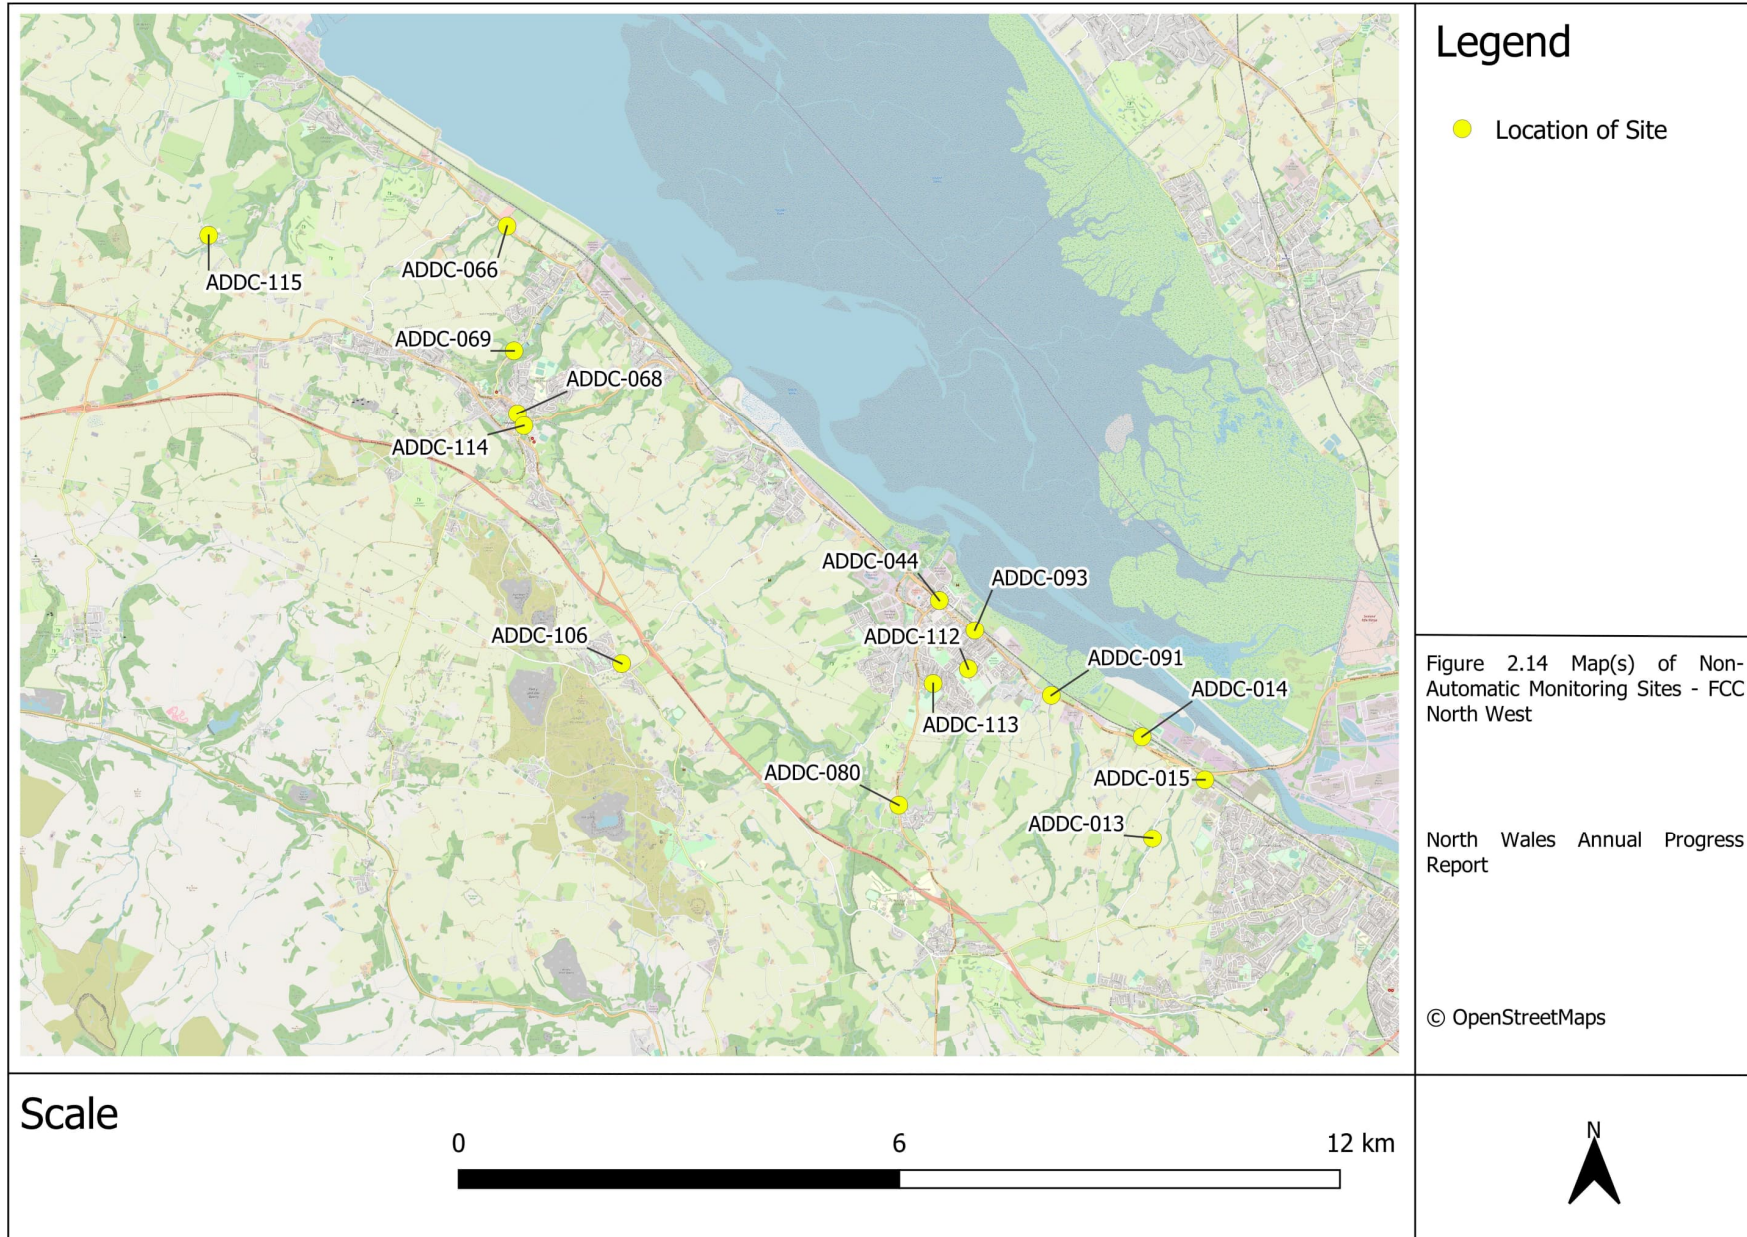 Legend
Location of Site
ADDC-115
ADDC-066
ADDC-069
ADDC-068
ADDC-114
ADDC-044
ADDC-093
ADDC-106
ADDC-112
ADDC-091
ADDC-014
ADDC-113
ADDC-080
ADDC-015
ADDC-013
Figure 2.14 Map(s) of Non-
Automatic Monitoring Sites - FCC
North West
North Wales Annual Progress
Report
© OpenStreetMaps
Scale
0 6 12 km
N